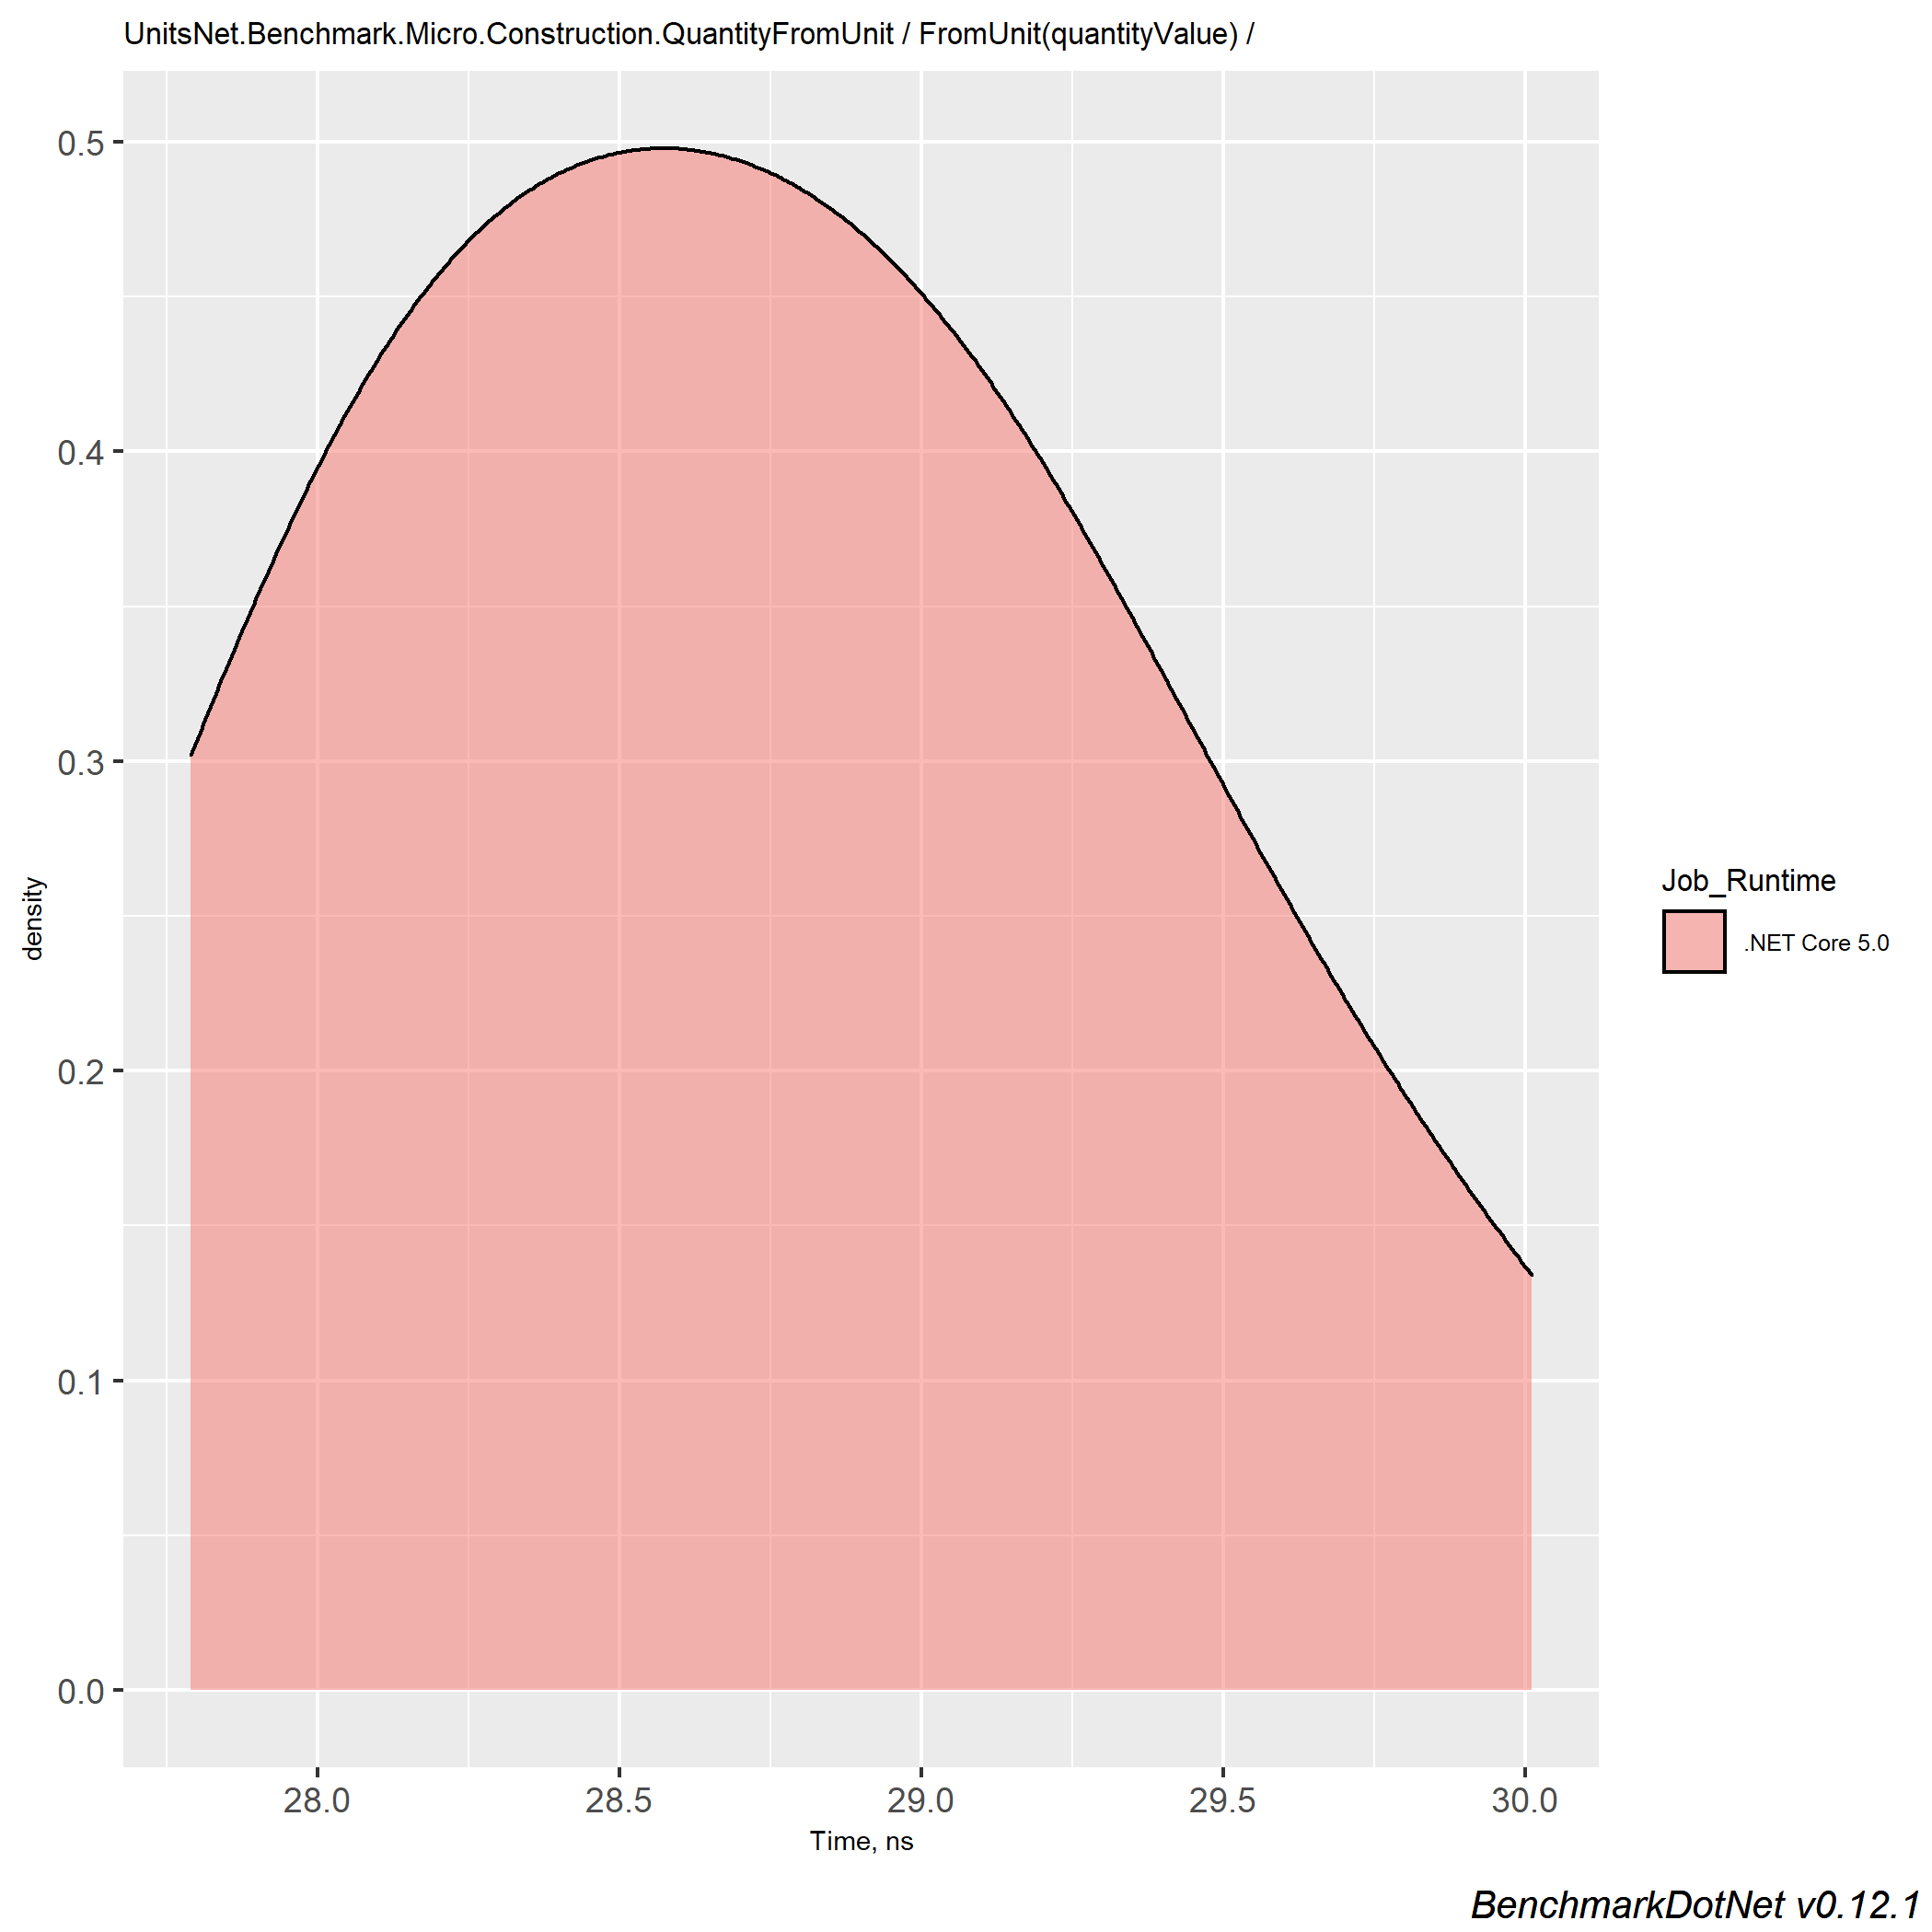 UnitsNet.Benchmark.Micro.Construction.QuantityFromUnit / FromUnit(quantityValue) /
0.5
0.4
0.3
0.2
0.1
0.0
density
28.0 28.5 29.0 29.5 30.0
Time, ns
Job_Runtime
.NET Core 5.0
BenchmarkDotNet v0.12.1